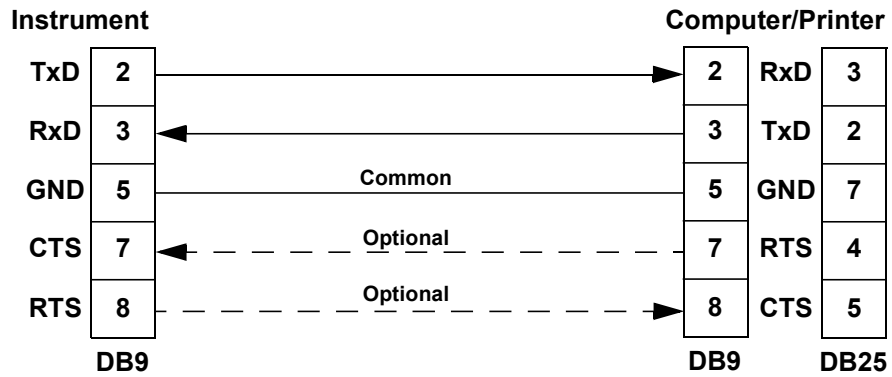 Instrument Computer/Printer
TxD 2 2 RxD 3
RxD 3 3 TxD 2
GND 5 Common 5 GND 7
CTS 7 Optional 7 RTS 4
RTS 8 Optional 8 CTS 5
DB9 DB9 DB25